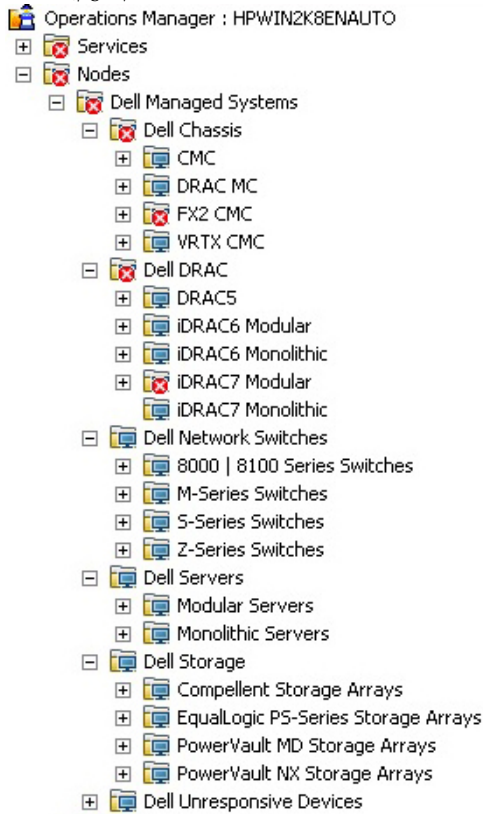 Operations Manager : HPWIN2K8ENAUTO
Services
Nodes
Dell Managed Systems
Dell Chassis
CMC
DRAC MC
FX2 CMC
VRTX CMC
Dell DRAC
DRAC5
iDRAC6 Modular
iDRAC6 Monolithic
iDRAC7 Modular
iDRAC7 Monolithic
Dell Network Switches
8000 | 8100 Series Switches
M-Series Switches
S-Series Switches
Z-Series Switches
Dell Servers
Modular Servers
Monolithic Servers
Dell Storage
Compellent Storage Arrays
EqualLogic PS-Series Storage Arrays
PowerVault MD Storage Arrays
PowerVault NX Storage Arrays
Dell Unresponsive Devices